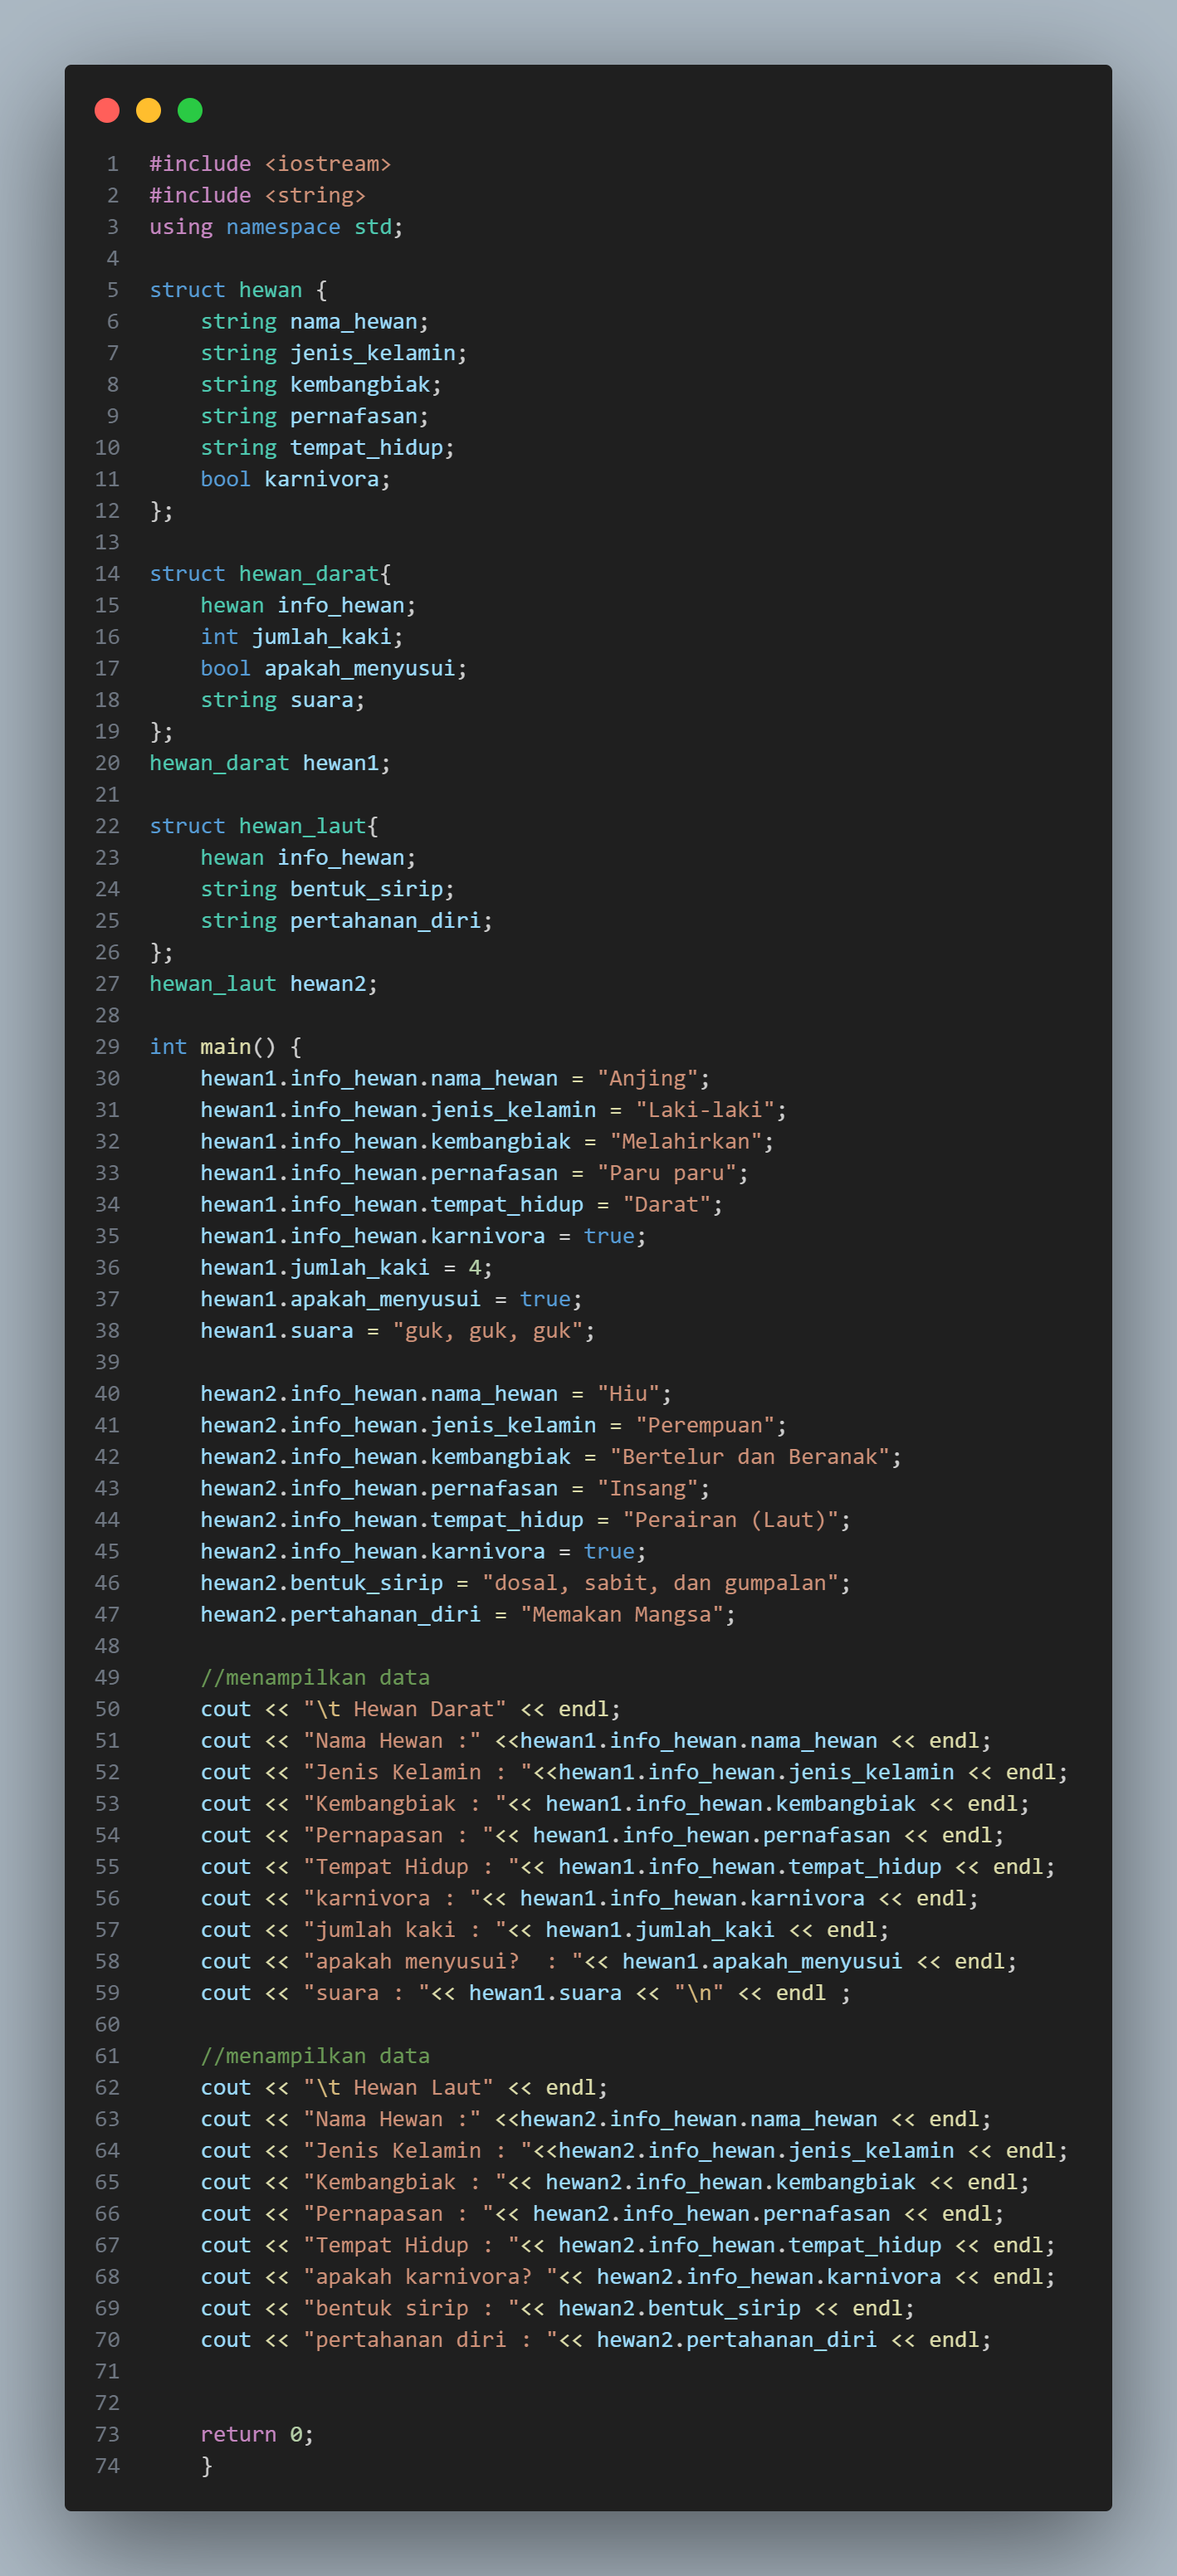 1 #include <iostream>
2 #include <string>
3 using namespace std;
4
5 struct hewan {
6     string nama_hewan;
7     string jenis_kelamin;
8     string kembangbiak;
9     string pernafasan;
10     string tempat_hidup;
11     bool karnivora;
12 };
13
14 struct hewan_darat{
15     hewan info_hewan;
16     int jumlah_kaki;
17     bool apakah_menyusui;
18     string suara;
19 };
20 hewan_darat hewan1;
21
22 struct hewan_laut{
23     hewan info_hewan;
24     string bentuk_sirip;
25     string pertahanan_diri;
26 };
27 hewan_laut hewan2;
28
29 int main() {
30     hewan1.info_hewan.nama_hewan = "Anjing";
31     hewan1.info_hewan.jenis_kelamin = "Laki-laki";
32     hewan1.info_hewan.kembangbiak = "Melahirkan";
33     hewan1.info_hewan.pernafasan = "Paru paru";
34     hewan1.info_hewan.tempat_hidup = "Darat";
35     hewan1.info_hewan.karnivora = true;
36     hewan1.jumlah_kaki = 4;
37     hewan1.apakah_menyusui = true;
38     hewan1.suara = "guk, guk, guk";
39
40     hewan2.info_hewan.nama_hewan = "Hiu";
41     hewan2.info_hewan.jenis_kelamin = "Perempuan";
42     hewan2.info_hewan.kembangbiak = "Bertelur dan Beranak";
43     hewan2.info_hewan.pernafasan = "Insang";
44     hewan2.info_hewan.tempat_hidup = "Perairan (Laut)";
45     hewan2.info_hewan.karnivora = true;
46     hewan2.bentuk_sirip = "dosal, sabit, dan gumpalan";
47     hewan2.pertahanan_diri = "Memakan Mangsa";
48
49     //menampilkan data
50     cout << "\t Hewan Darat" << endl;
51     cout << "Nama Hewan :" <<hewan1.info_hewan.nama_hewan << endl;
52     cout << "Jenis Kelamin : "<<hewan1.info_hewan.jenis_kelamin << endl;
53     cout << "Kembangbiak : "<< hewan1.info_hewan.kembangbiak << endl;
54     cout << "Pernapasan : "<< hewan1.info_hewan.pernafasan << endl;
55     cout << "Tempat Hidup : "<< hewan1.info_hewan.tempat_hidup << endl;
56     cout << "karnivora : "<< hewan1.info_hewan.karnivora << endl;
57     cout << "jumlah kaki : "<< hewan1.jumlah_kaki << endl;
58     cout << "apakah menyusui?  : "<< hewan1.apakah_menyusui << endl;
59     cout << "suara : "<< hewan1.suara << "\n" << endl ;
60
61     //menampilkan data
62     cout << "\t Hewan Laut" << endl;
63     cout << "Nama Hewan :" <<hewan2.info_hewan.nama_hewan << endl;
64     cout << "Jenis Kelamin : "<<hewan2.info_hewan.jenis_kelamin << endl;
65     cout << "Kembangbiak : "<< hewan2.info_hewan.kembangbiak << endl;
66     cout << "Pernapasan : "<< hewan2.info_hewan.pernafasan << endl;
67     cout << "Tempat Hidup : "<< hewan2.info_hewan.tempat_hidup << endl;
68     cout << "apakah karnivora? "<< hewan2.info_hewan.karnivora << endl;
69     cout << "bentuk sirip : "<< hewan2.bentuk_sirip << endl;
70     cout << "pertahanan diri : "<< hewan2.pertahanan_diri << endl;
71
72
73     return 0;
74     }